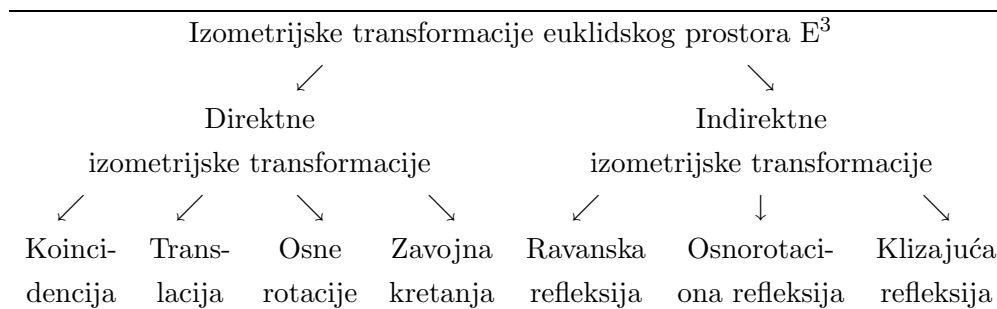 Izometrijske transformacije euklidskog prostora E³
↙ ↘
Direktne Indirektne
izometrijske transformacije izometrijske transformacije
↙ ↙ ↘ ↘ ↙ ↓ ↘
Koinci- Trans- Osne Zavojna Ravanska Osnorotaci- Klizajuća
dencija lacija rotacije kretanja refleksija ona refleksija refleksija